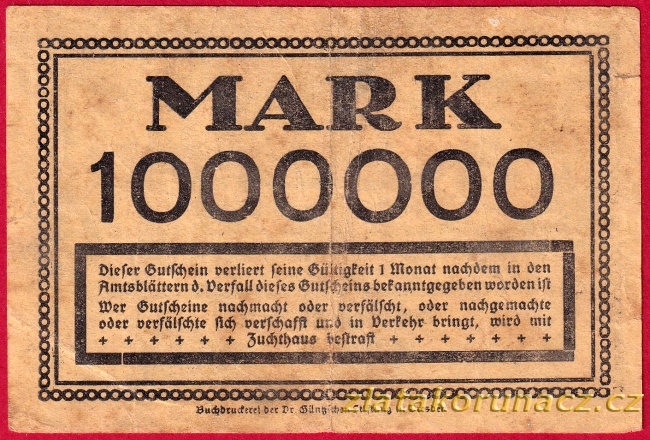 MARK
1000000
Dieser Gutschein verliert seine Gültigkeit 1 Monat nachdem in den
Amtsblättern d. Verfall dieses Gutscheins bekanntgegeben worden ist
Wer Gutscheine nachmacht oder verfälscht, oder nachgemachte
oder verfälschte sich verschafft und in Verkehr bringt, wird mit
+ + + + + + Zuchthaus bestraft + + + + + + +
Buchdruckerei der Dr. Güntzschen Stiftung
zlatakorunacz.cz